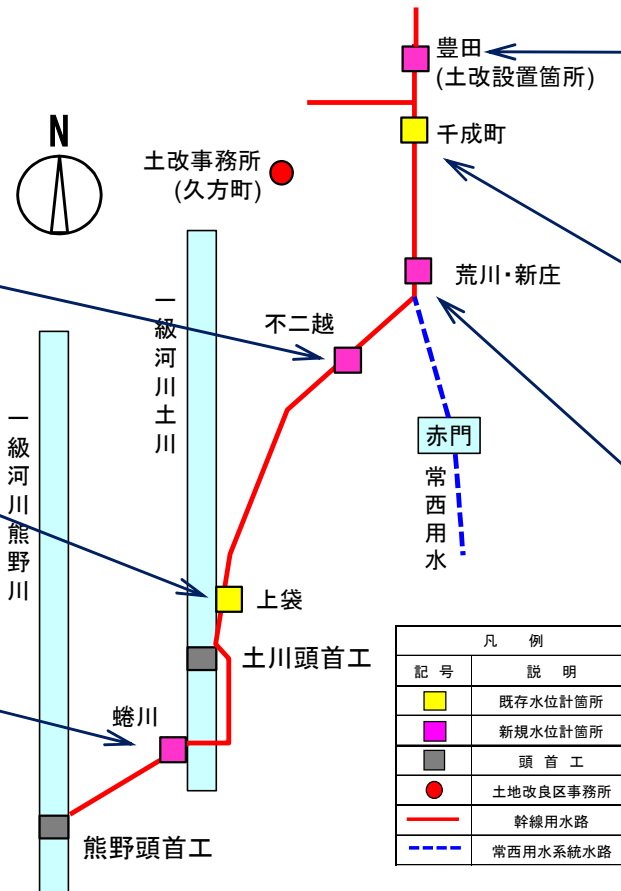 豊田
(土改設置箇所)
千成町
N
土改事務所
(久方町)
荒川・新庄
不二越
一級河川土川
一級河川熊野川
赤門
常西用水
上袋
土川頭首工
蜷川
熊野頭首工
凡 例
記 号 説 明
既存水位計箇所
新規水位計箇所
頭 首 工
土地改良区事務所
幹線用水路
常西用水系統水路